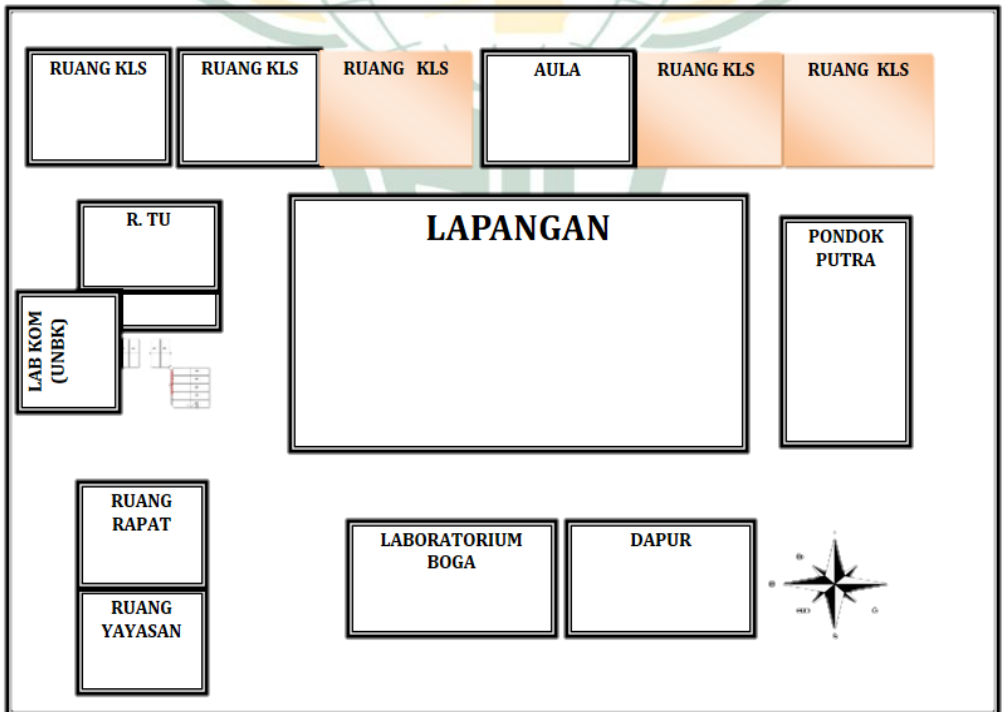 RUANG KLS
RUANG KLS
RUANG KLS
AULA
RUANG KLS
RUANG KLS
R. TU
LAPANGAN
PONDOK
PUTRA
LAB KOM
(UNBK)
RUANG
RAPAT
LABORATORIUM
BOGA
DAPUR
RUANG
YAYASAN